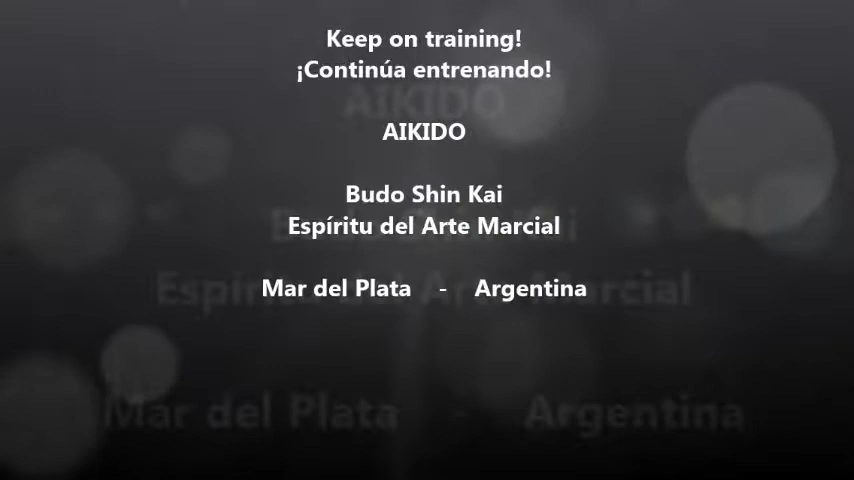 Keep on training!
¡Continúa entrenando!
AIKIDO
Budo Shin Kai
Espíritu del Arte Marcial
Mar del Plata - Argentina